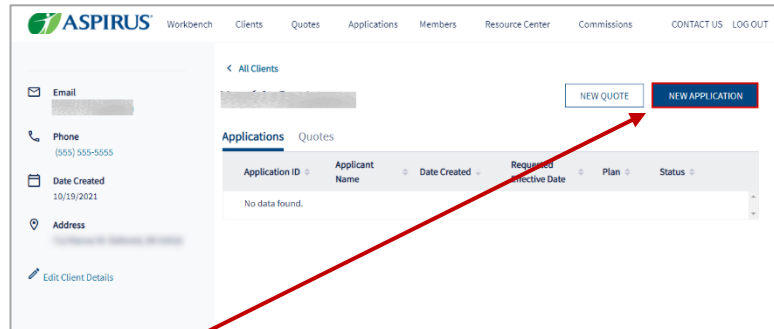 ASPIRUS Workbench Clients Quotes Applications Members Resource Center Commissions CONTACT US LOG OUT
< All Clients
Email
NEW QUOTE NEW APPLICATION
Phone
(555) 555-5555
Applications Quotes
Date Created
10/19/2021
Application ID Applicant Name Date Created Requested Effective Date Plan Status
No data found.
Address
Edit Client Details